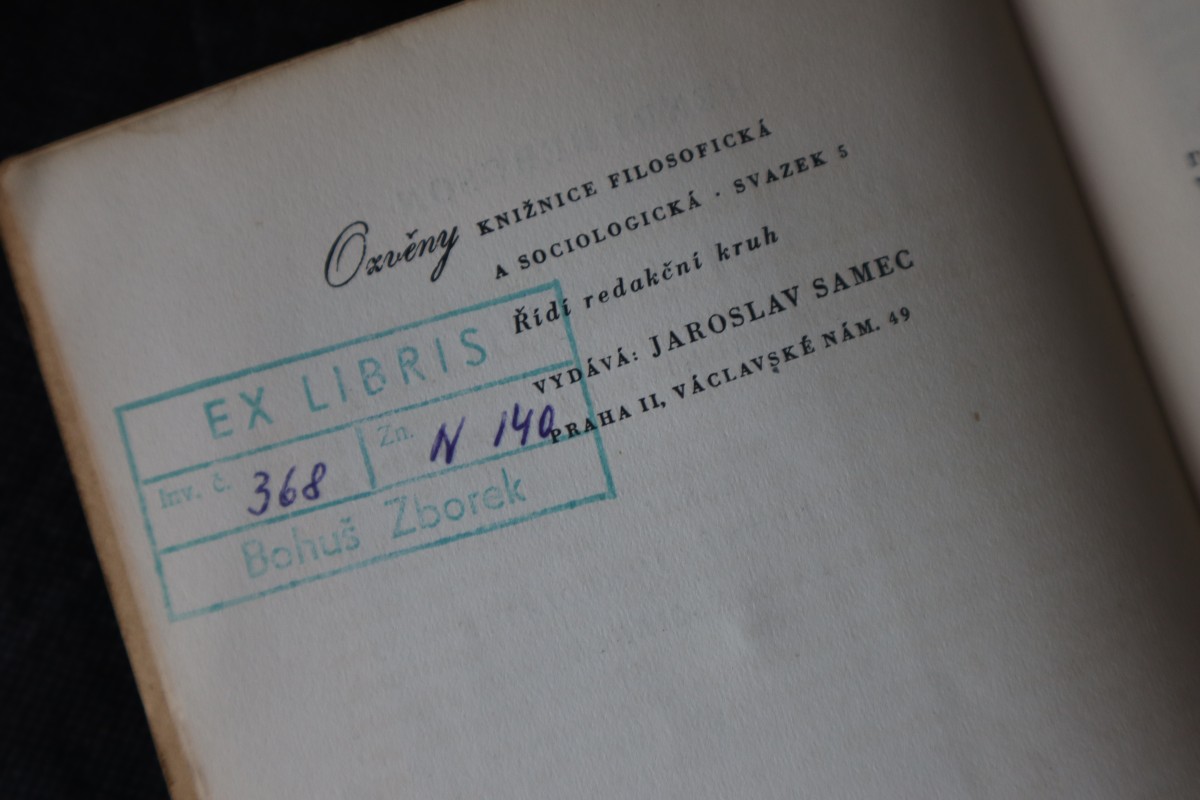 Ozvěny KNIŽNICE FILOSOFICKÁ
A SOCIOLOGICKÁ · SVAZEK 5
Řídí redakční kruh
VYDÁVÁ: JAROSLAV SAMEC
PRAHA II, VÁCLAVSKÉ NÁM. 49
EX LIBRIS
Inv. č. 368 Zn. N 140
Bohuš Zborek